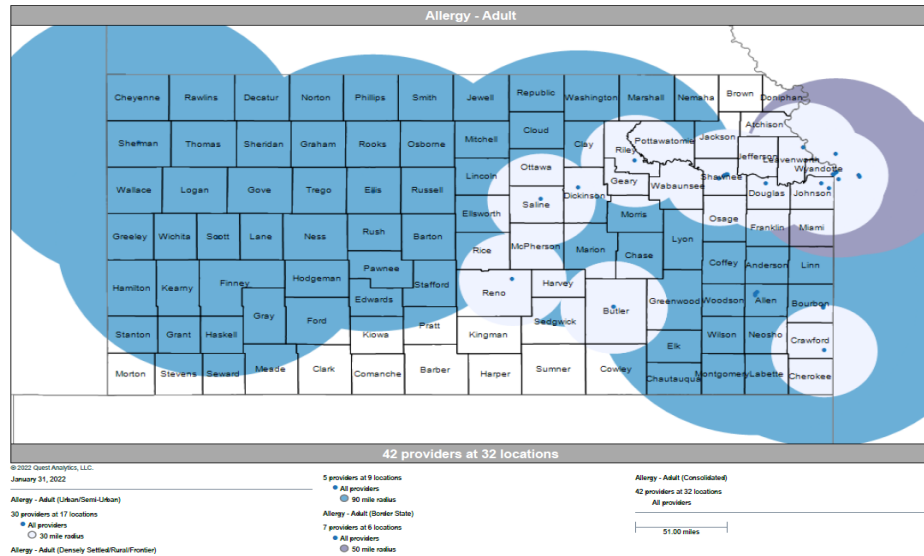 Allergy - Adult
Cheyenne Rawlins Decatur Norton Phillips Smith Jewell Republic Washington Marshall Nemaha Brown Doniphan
Atchison
Sherman Thomas Sheridan Graham Rooks Osborne Mitchell Cloud Clay Riley Pottawatomie Jackson Jefferson Leavenworth
Wyandotte
Wallace Logan Gove Trego Ellis Russell Lincoln Ottawa Saline Dickinson Geary Wabaunsee Shawnee Douglas Johnson
Ellsworth Morris Osage Franklin Miami
Greeley Wichita Scott Lane Ness Rush Barton Rice McPherson Marion Chase Lyon Coffey Anderson Linn
Hamilton Kearny Finney Hodgeman Pawnee Stafford Reno Harvey Butler Greenwood Woodson Allen Bourbon
Edwards
Gray Ford Sedgwick
Stanton Grant Haskell Kiowa Pratt Kingman Elk Wilson Neosho Crawford
Morton Stevens Seward Meade Clark Comanche Barber Harper Sumner Cowley Chautauqua Montgomery Labette Cherokee
42 providers at 32 locations
© 2022 Quest Analytics, LLC.
January 31, 2022
Allergy - Adult (Urban/Semi-Urban)
30 providers at 17 locations
All providers
30 mile radius
Allergy - Adult (Densely Settled/Rural/Frontier)
5 providers at 9 locations
All providers
90 mile radius
Allergy - Adult (Border State)
7 providers at 6 locations
All providers
50 mile radius
Allergy - Adult (Consolidated)
42 providers at 32 locations
All providers
51.00 miles